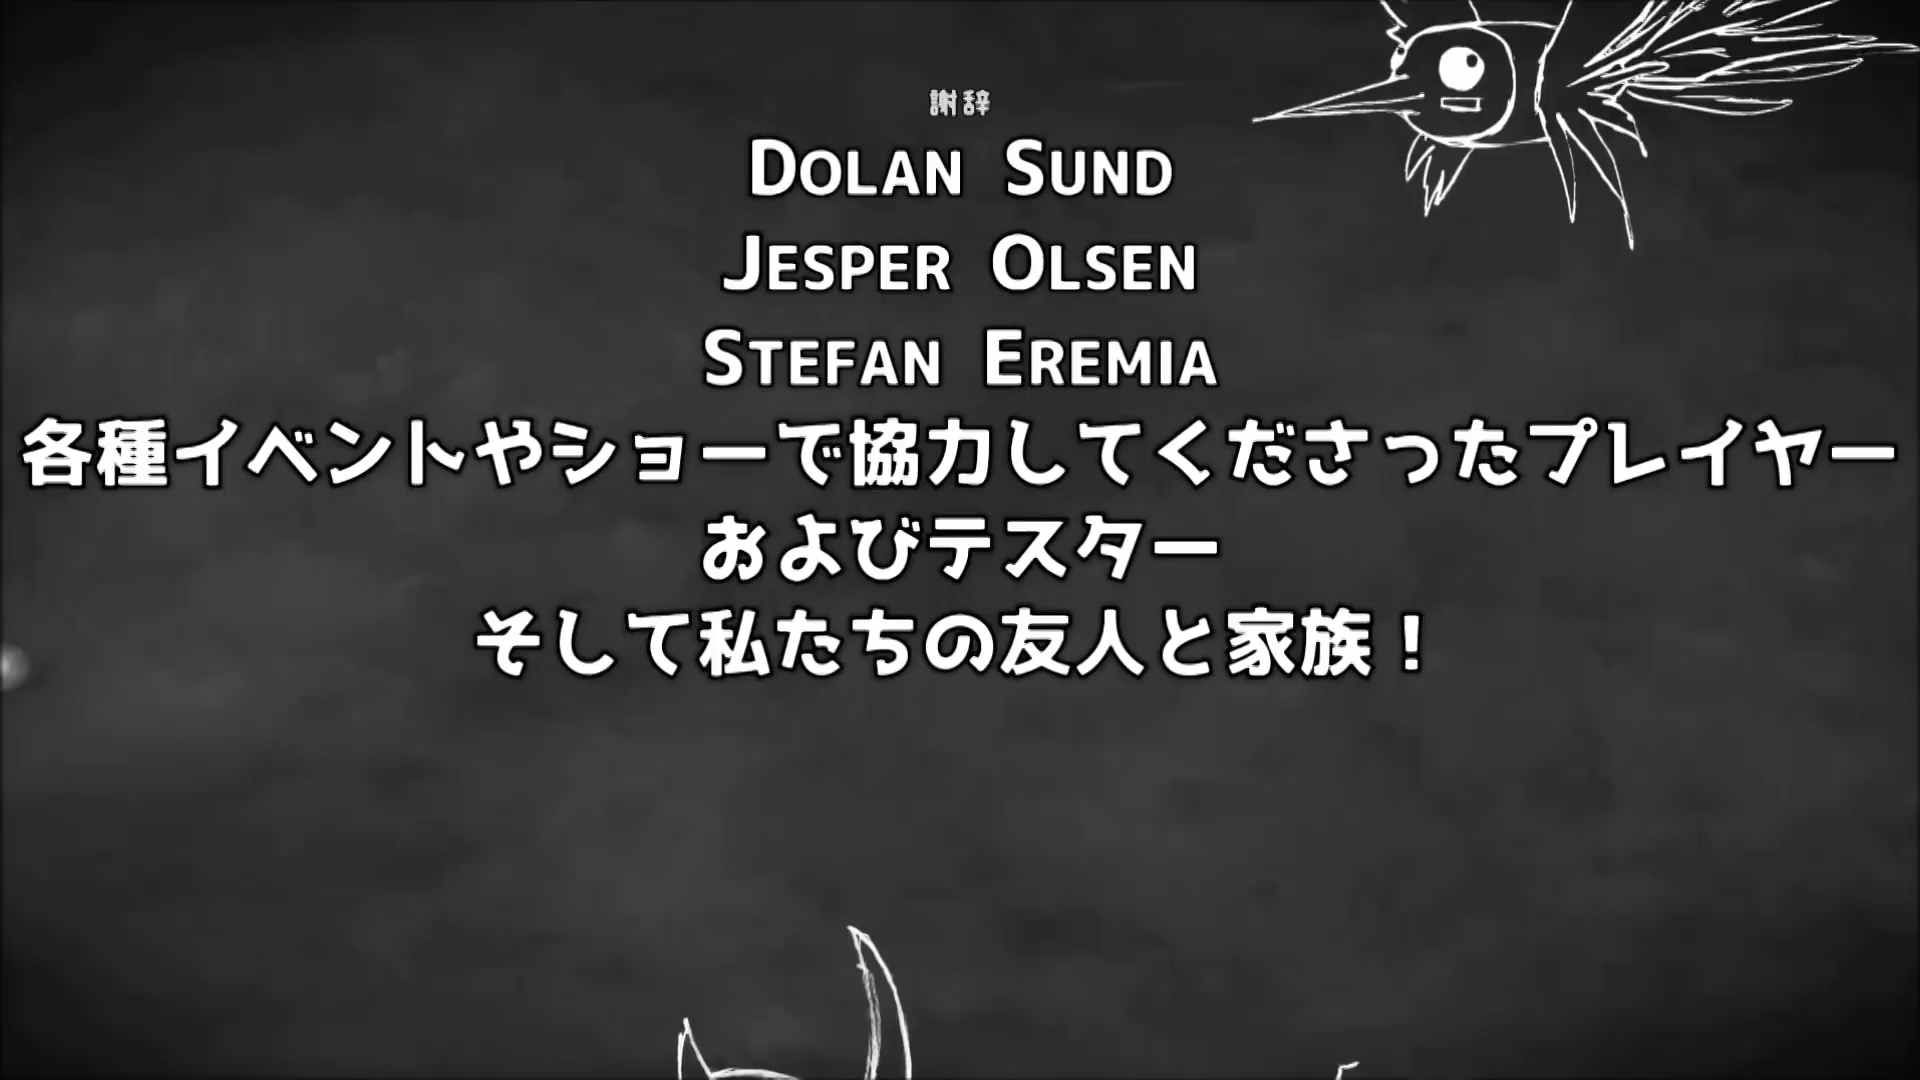 謝辞
DOLAN SUND
JESPER OLSEN
STEFAN EREMIA
各種イベントやショーで協力してくださったプレイヤー
およびテスター
そして私たちの友人と家族！